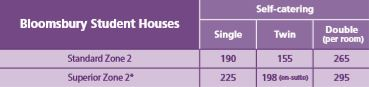 Bloomsbury Student Houses
Self-catering
Single Twin Double
(per room)
Standard Zone 2 190 155 265
Superior Zone 2* 225 198 (en-suite) 295